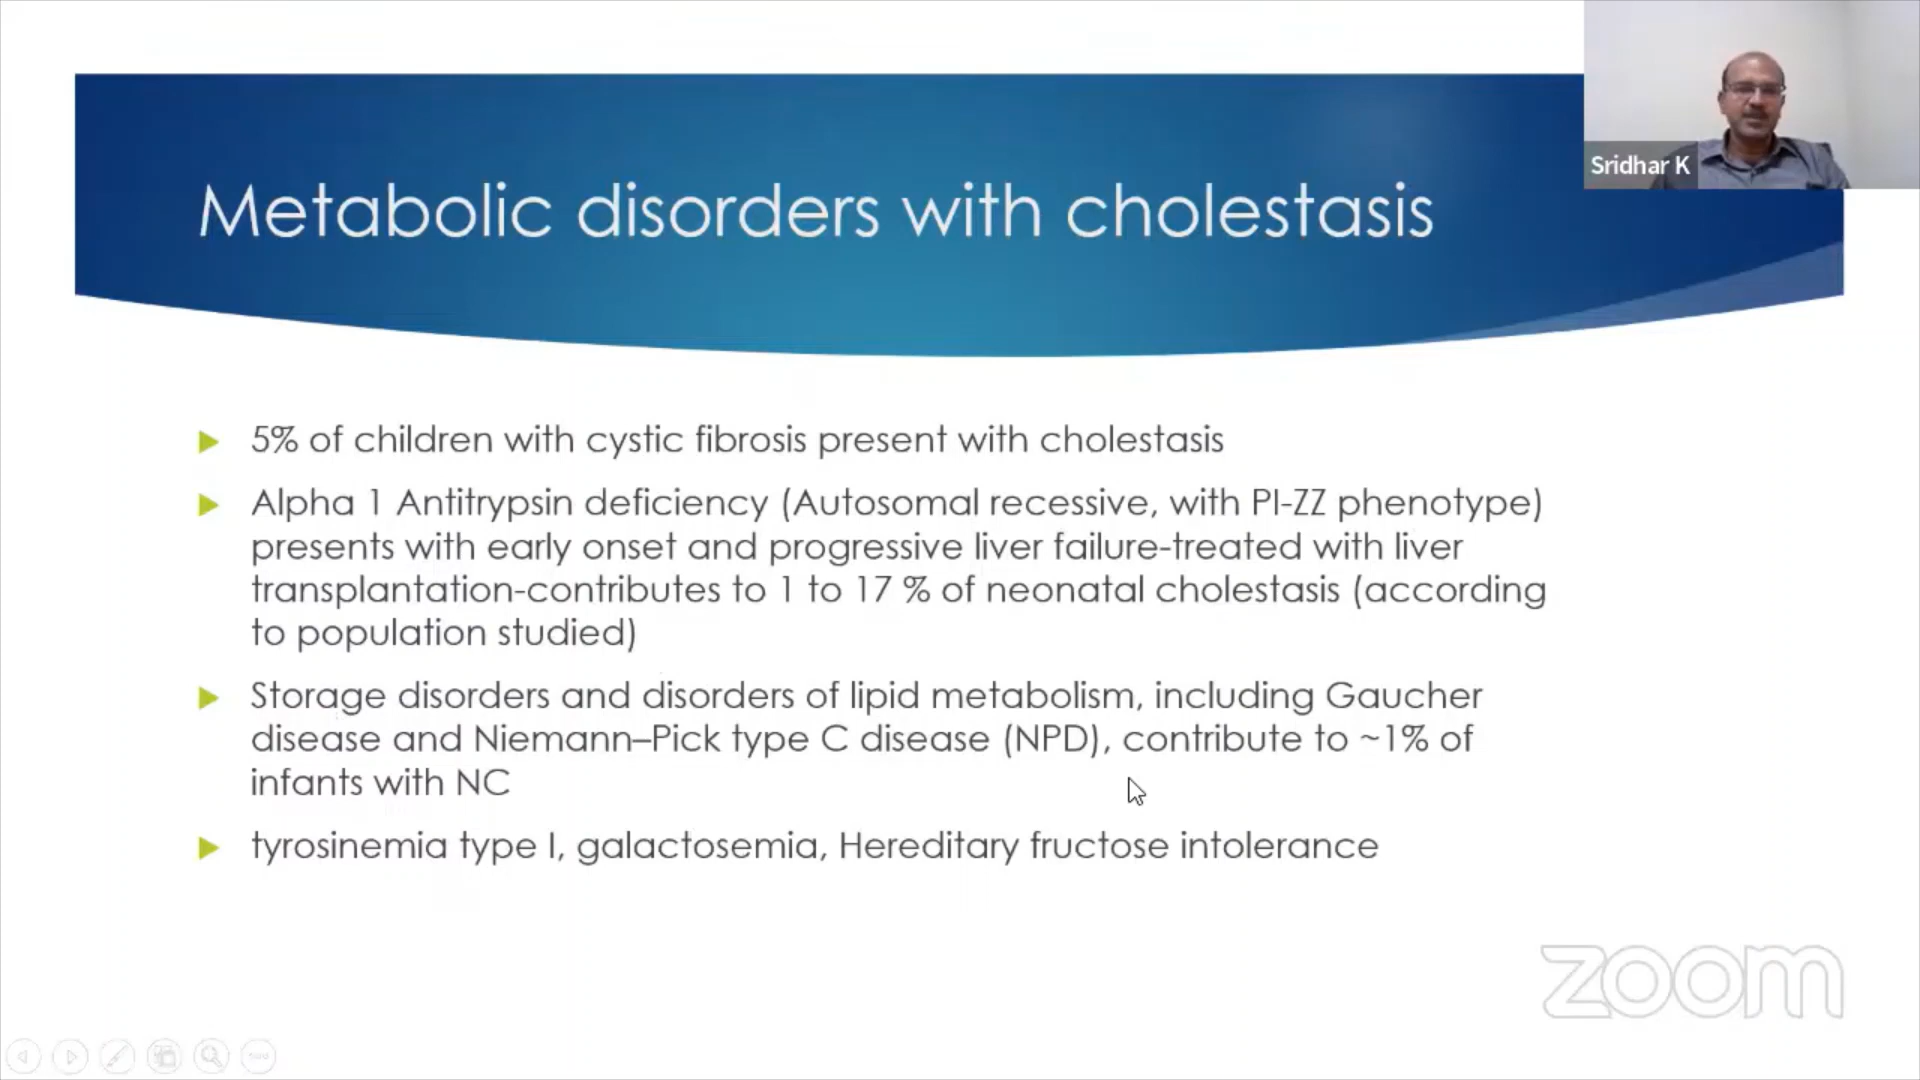 Sridhar K
Metabolic disorders with cholestasis
5% of children with cystic fibrosis present with cholestasis
Alpha 1 Antitrypsin deficiency (Autosomal recessive, with PI-ZZ phenotype)
presents with early onset and progressive liver failure-treated with liver
transplantation-contributes to 1 to 17 % of neonatal cholestasis (according
to population studied)
Storage disorders and disorders of lipid metabolism, including Gaucher
disease and Niemann–Pick type C disease (NPD), contribute to ~1% of
infants with NC
tyrosinemia type I, galactosemia, Hereditary fructose intolerance
zoom